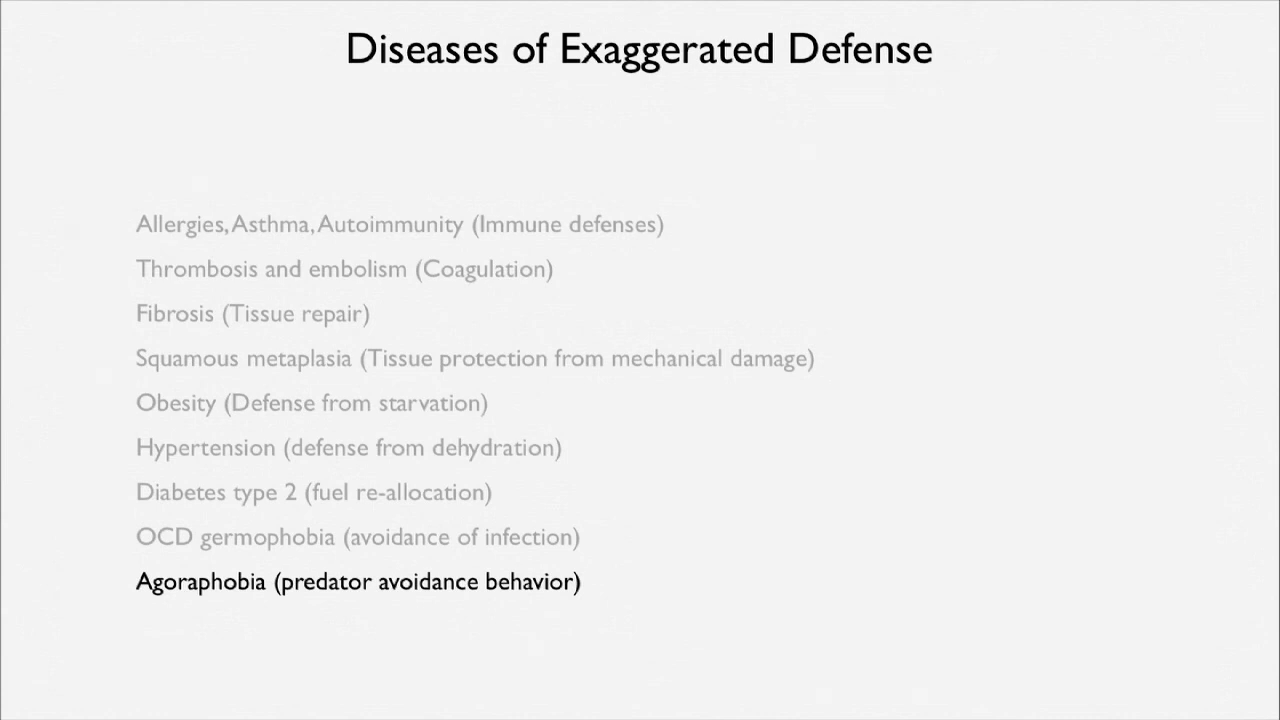 Diseases of Exaggerated Defense
Allergies, Asthma, Autoimmunity (Immune defenses)
Thrombosis and embolism (Coagulation)
Fibrosis (Tissue repair)
Squamous metaplasia (Tissue protection from mechanical damage)
Obesity (Defense from starvation)
Hypertension (defense from dehydration)
Diabetes type 2 (fuel re-allocation)
OCD germophobia (avoidance of infection)
Agoraphobia (predator avoidance behavior)